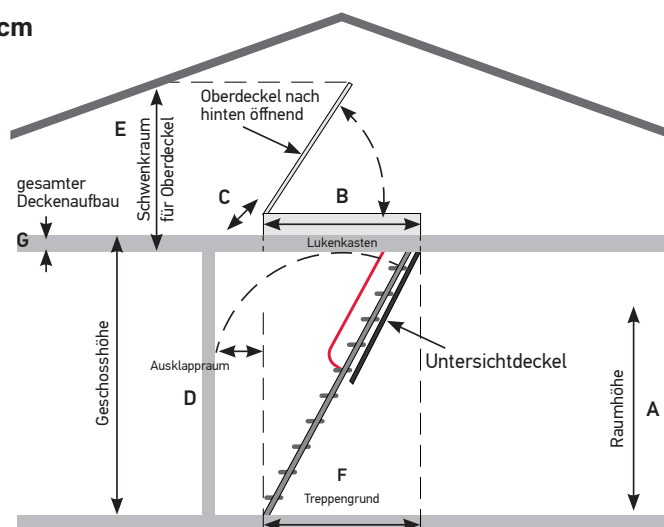 cm
E
Schwenkraum
für Oberdeckel
Oberdeckel nach
hinten öffnend
C
B
gesamter
Deckenaufbau
G
Lukenkasten
Geschosshöhe
Ausklappraum
D
Untersichtdeckel
Raumhöhe
A
F
Treppengrund